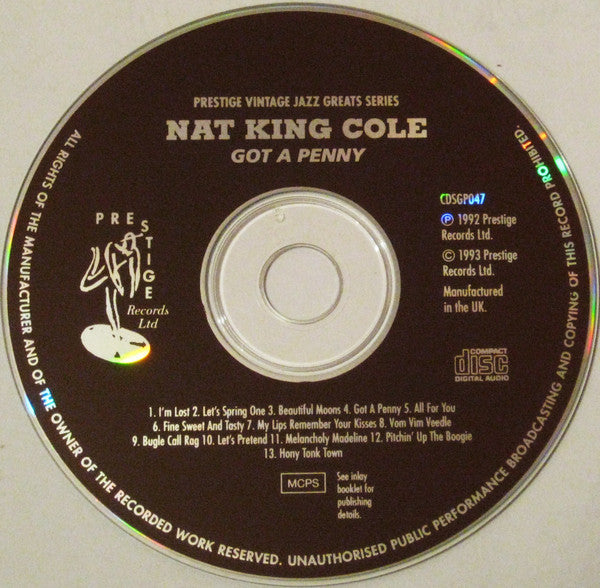 PRESTIGE VINTAGE JAZZ GREATS SERIES
NAT KING COLE
GOT A PENNY
PRESTIGE
Records
Ltd
CDSGP047
Ⓟ 1992 Prestige
Records Ltd.
© 1993 Prestige
Records Ltd.
Manufactured
in the UK.
COMPACT
disc
DIGITAL AUDIO
1. I'm Lost 2. Let's Spring One 3. Beautiful Moons 4. Got A Penny 5. All For You
6. Fine Sweet And Tasty 7. My Lips Remember Your Kisses 8. Vom Vim Veedle
9. Bugle Call Rag 10. Let's Pretend 11. Melancholy Madeline 12. Pitchin' Up The Boogie
13. Hony Tonk Town
MCPS
See inlay
booklet for
publishing
details.
ALL RIGHTS OF THE MANUFACTURER AND OF THE OWNER OF THE RECORDED WORK RESERVED. UNAUTHORISED PUBLIC PERFORMANCE BROADCASTING AND COPYING OF THIS RECORD PROHIBITED.